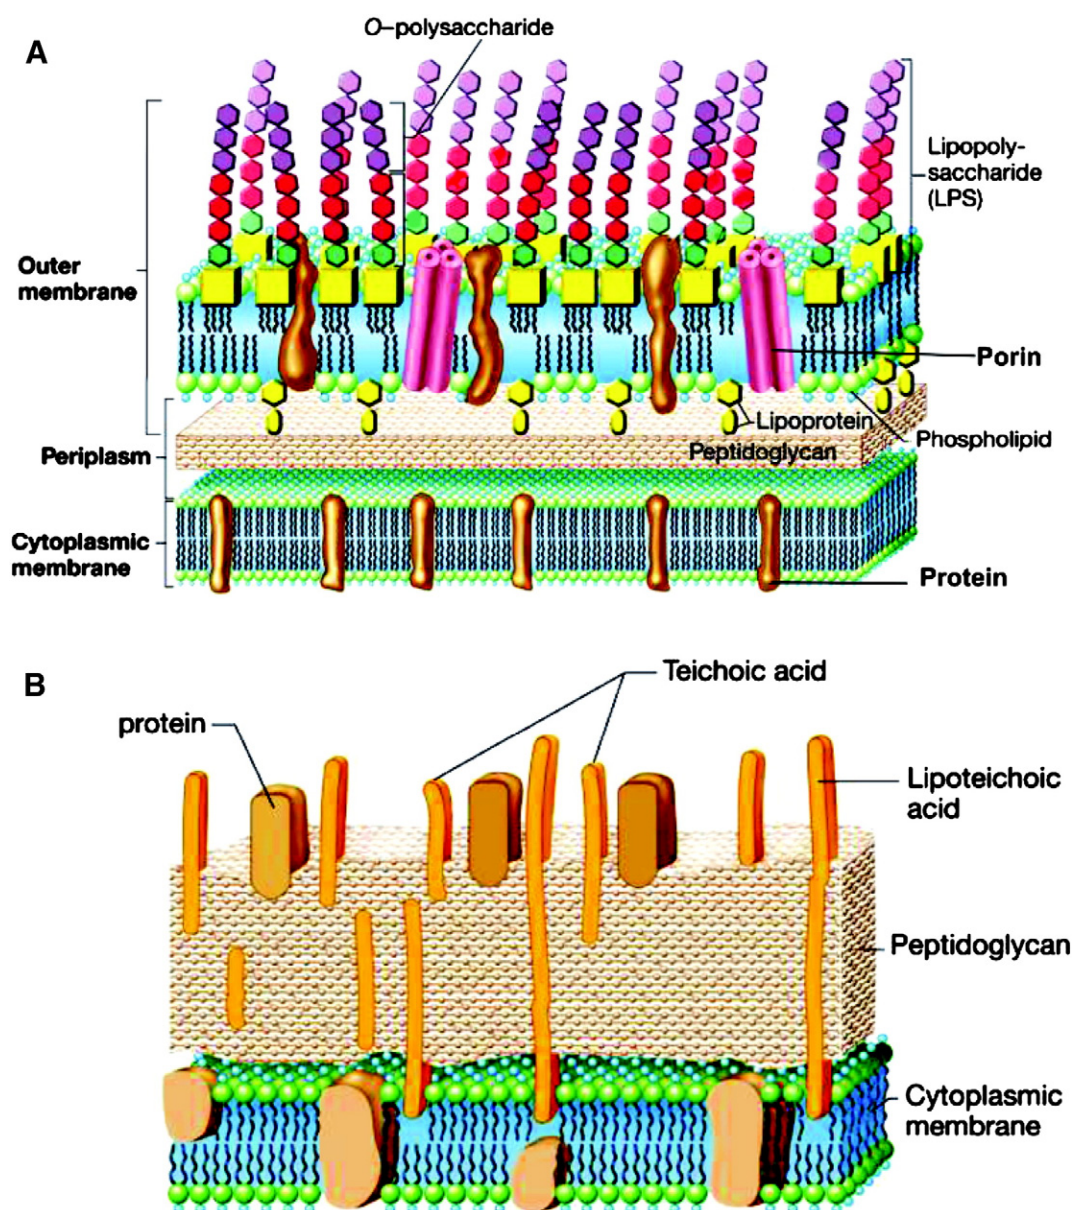 A
O–polysaccharide
Lipopoly-
saccharide
(LPS)
Outer
membrane
Porin
Lipoprotein
Phospholipid
Peptidoglycan
Periplasm
Cytoplasmic
membrane
Protein
B
Teichoic acid
protein
Lipoteichoic
acid
Peptidoglycan
Cytoplasmic
membrane